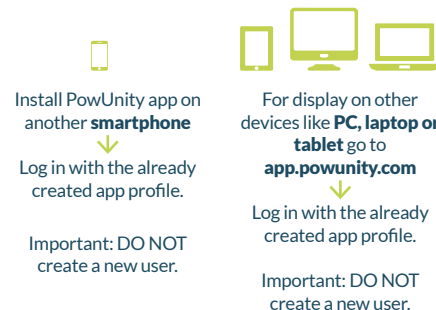 Install PowUnity app on
another smartphone
Log in with the already
created app profile.
Important: DO NOT
create a new user.
For display on other
devices like PC, laptop or
tablet go to
app.powunity.com
Log in with the already
created app profile.
Important: DO NOT
create a new user.